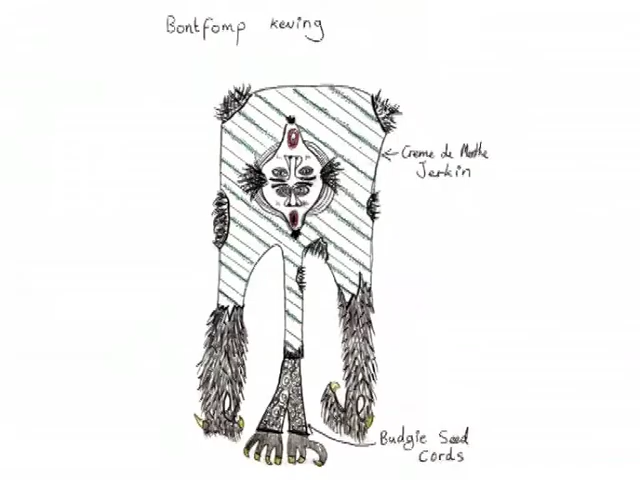 Bontfomp keving
Creme de Menthe
Jerkin
Budgie Seed
Cords